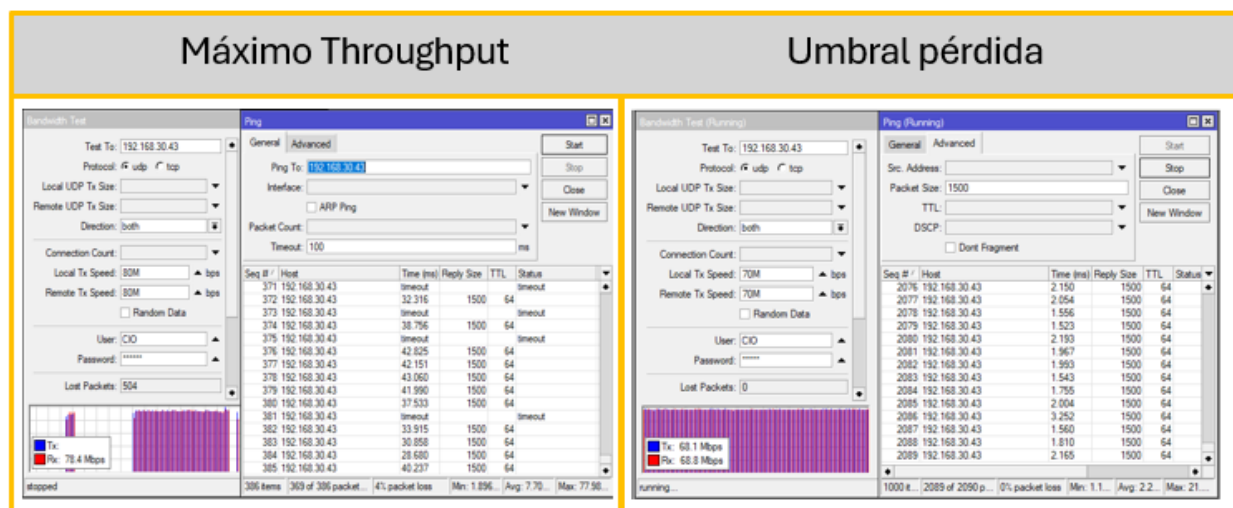 Máximo Throughput
Umbral pérdida
Bandwidth Test
Test To: 192.168.30.43
Protocol: udp tcp
Local UDP Tx Size:
Remote UDP Tx Size:
Direction: both
Connection Count:
Local Tx Speed: 80M bps
Remote Tx Speed: 80M bps
Random Data
User: CIO
Password: ******
Lost Packets: 504
Tx:
Rx: 78.4 Mbps
stopped
Ping
General Advanced
Ping To: 192.168.30.43
Interface:
ARP Ping
Packet Count:
Timeout: 100 ms
Start
Stop
Close
New Window
Seq # Host Time (ms) Reply Size TTL Status
371 192.168.30.43 timeout timeout
372 192.168.30.43 32.316 1500 64
373 192.168.30.43 timeout timeout
374 192.168.30.43 38.756 1500 64
375 192.168.30.43 timeout timeout
376 192.168.30.43 42.825 1500 64
377 192.168.30.43 42.151 1500 64
378 192.168.30.43 43.060 1500 64
379 192.168.30.43 41.990 1500 64
380 192.168.30.43 37.533 1500 64
381 192.168.30.43 timeout timeout
382 192.168.30.43 33.915 1500 64
383 192.168.30.43 30.858 1500 64
384 192.168.30.43 28.680 1500 64
385 192.168.30.43 40.237 1500 64
386 items 369 of 386 packet... 4% packet loss Min: 1.896... Avg: 7.70... Max: 77.98...
Bandwidth Test (Running)
Test To: 192.168.30.43
Protocol: udp tcp
Local UDP Tx Size:
Remote UDP Tx Size:
Direction: both
Connection Count:
Local Tx Speed: 70M bps
Remote Tx Speed: 70M bps
Random Data
User: CIO
Password: *****
Lost Packets: 0
Tx: 68.1 Mbps
Rx: 68.8 Mbps
running...
Ping (Running)
General Advanced
Src. Address:
Packet Size: 1500
TTL:
DSCP:
Dont Fragment
Start
Stop
Close
New Window
Seq # Host Time (ms) Reply Size TTL Status
2076 192.168.30.43 2.150 1500 64
2077 192.168.30.43 2.054 1500 64
2078 192.168.30.43 1.556 1500 64
2079 192.168.30.43 1.523 1500 64
2080 192.168.30.43 2.193 1500 64
2081 192.168.30.43 1.967 1500 64
2082 192.168.30.43 1.993 1500 64
2083 192.168.30.43 1.543 1500 64
2084 192.168.30.43 1.755 1500 64
2085 192.168.30.43 2.004 1500 64
2086 192.168.30.43 3.252 1500 64
2087 192.168.30.43 1.560 1500 64
2088 192.168.30.43 1.810 1500 64
2089 192.168.30.43 2.165 1500 64
1000 it... 2089 of 2090 p... 0% packet loss Min: 1.1... Avg: 2.2... Max: 21....